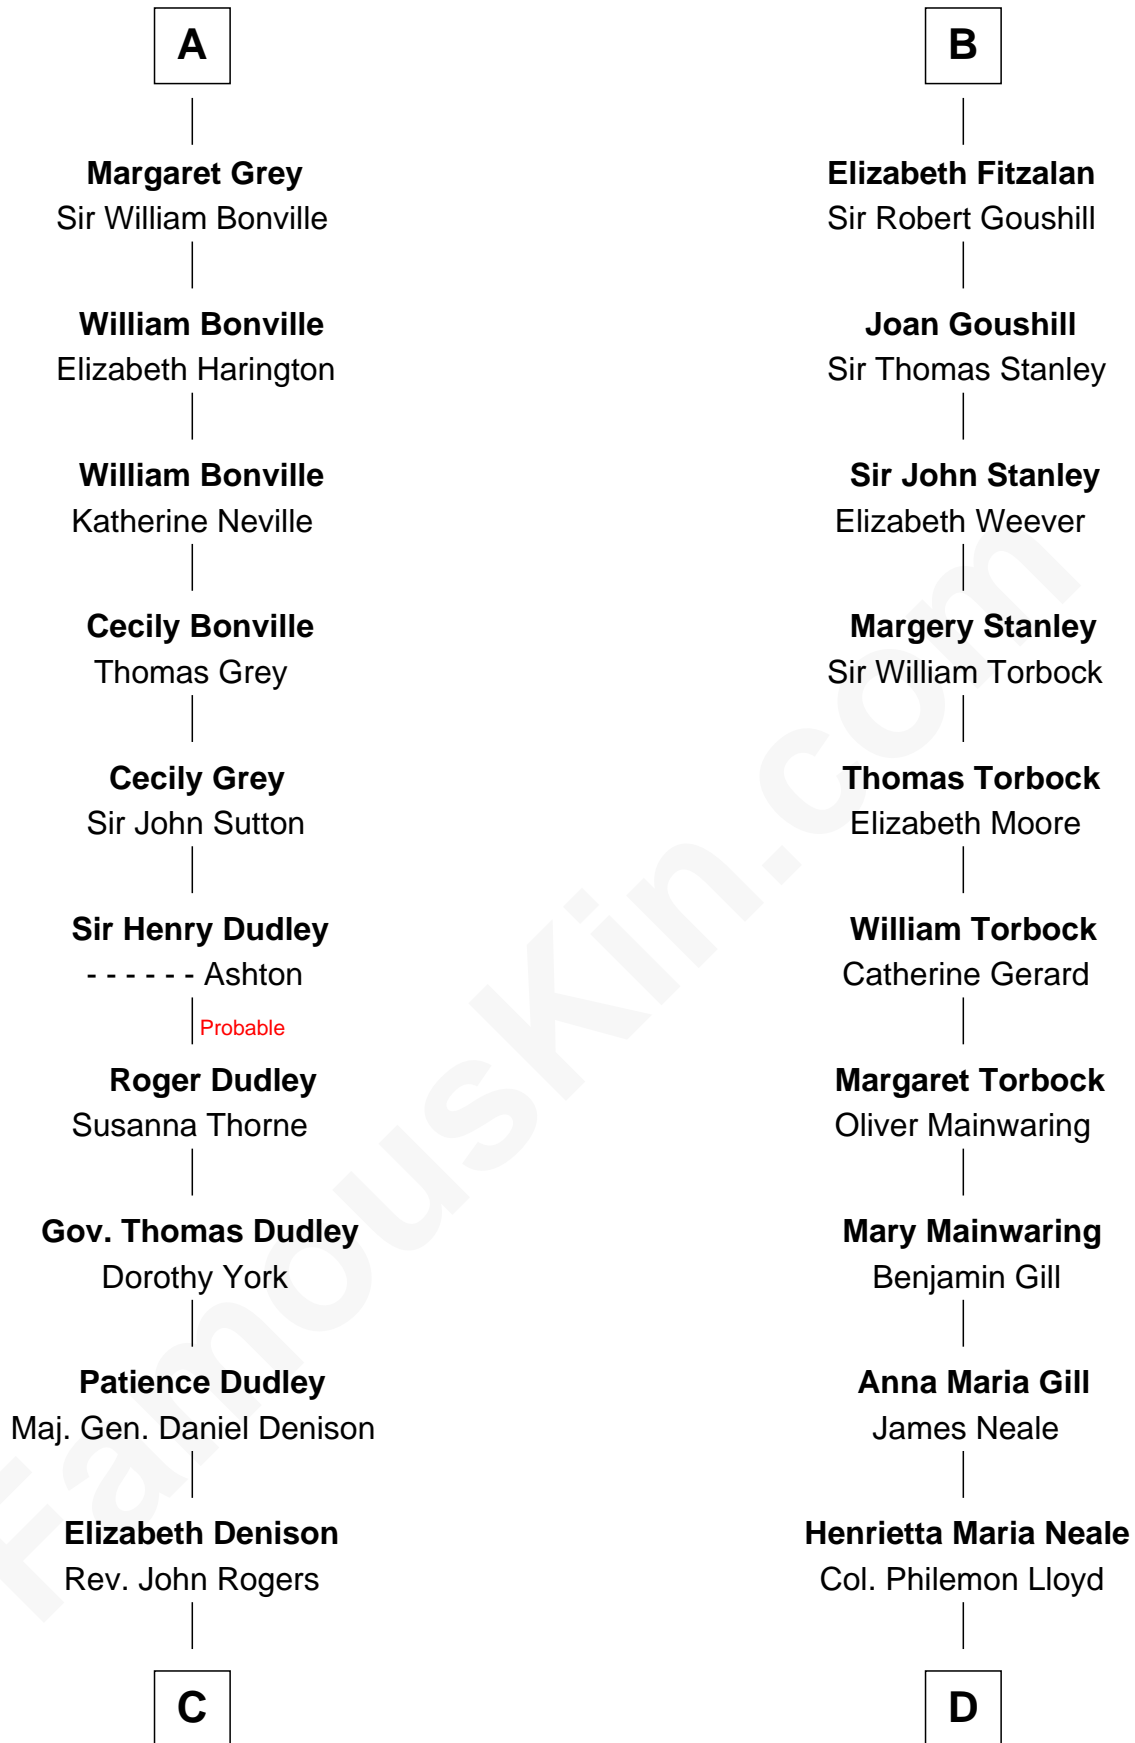 A
Margaret Grey
Sir William Bonville
William Bonville
Elizabeth Harington
William Bonville
Katherine Neville
Cecily Bonville
Thomas Grey
Cecily Grey
Sir John Sutton
Sir Henry Dudley
- - - - - - Ashton
Probable
Roger Dudley
Susanna Thorne
Gov. Thomas Dudley
Dorothy York
Patience Dudley
Maj. Gen. Daniel Denison
Elizabeth Denison
Rev. John Rogers
C
B
Elizabeth Fitzalan
Sir Robert Goushill
Joan Goushill
Sir Thomas Stanley
Sir John Stanley
Elizabeth Weever
Margery Stanley
Sir William Torbock
Thomas Torbock
Elizabeth Moore
William Torbock
Catherine Gerard
Margaret Torbock
Oliver Mainwaring
Mary Mainwaring
Benjamin Gill
Anna Maria Gill
James Neale
Henrietta Maria Neale
Col. Philemon Lloyd
D
FamousKin.com